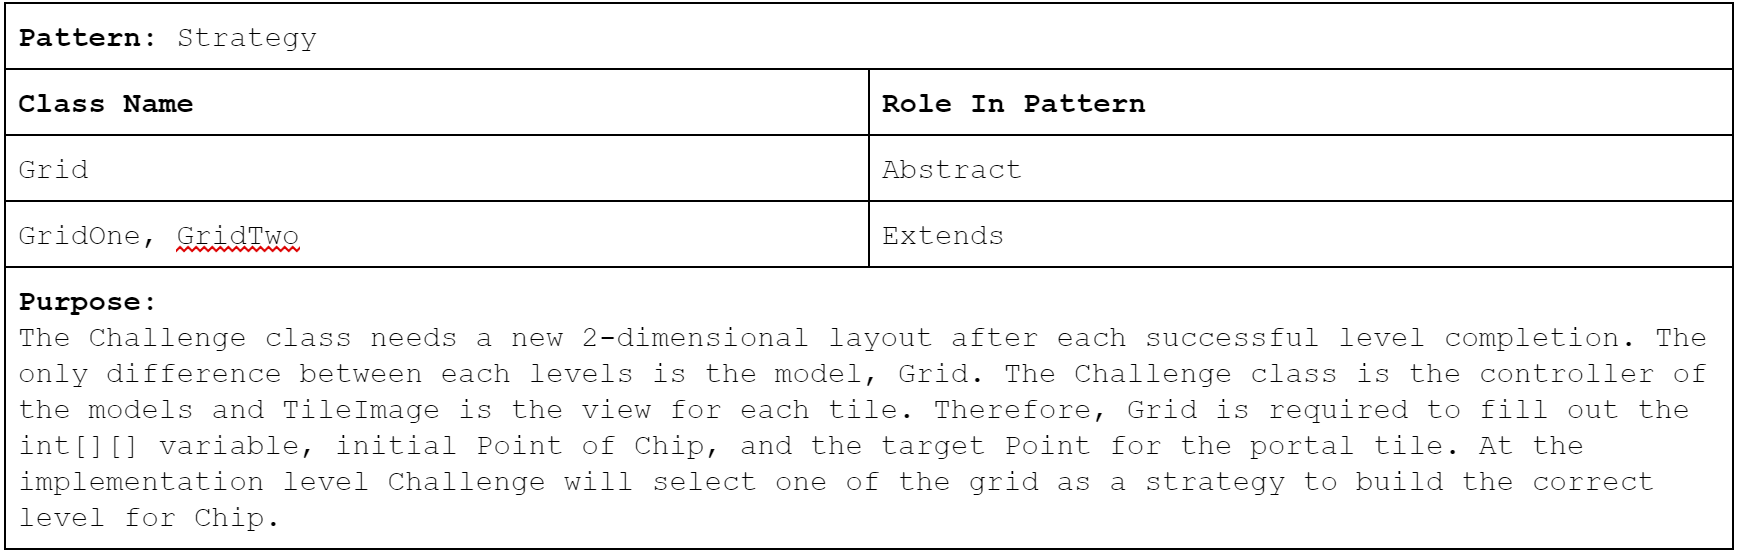 Pattern: Strategy
Class Name
Role In Pattern
Grid
Abstract
GridOne, GridTwo
Extends
Purpose:
The Challenge class needs a new 2-dimensional layout after each successful level completion. The
only difference between each levels is the model, Grid. The Challenge class is the controller of
the models and TileImage is the view for each tile. Therefore, Grid is required to fill out the
int[][] variable, initial Point of Chip, and the target Point for the portal tile. At the
implementation level Challenge will select one of the grid as a strategy to build the correct
level for Chip.